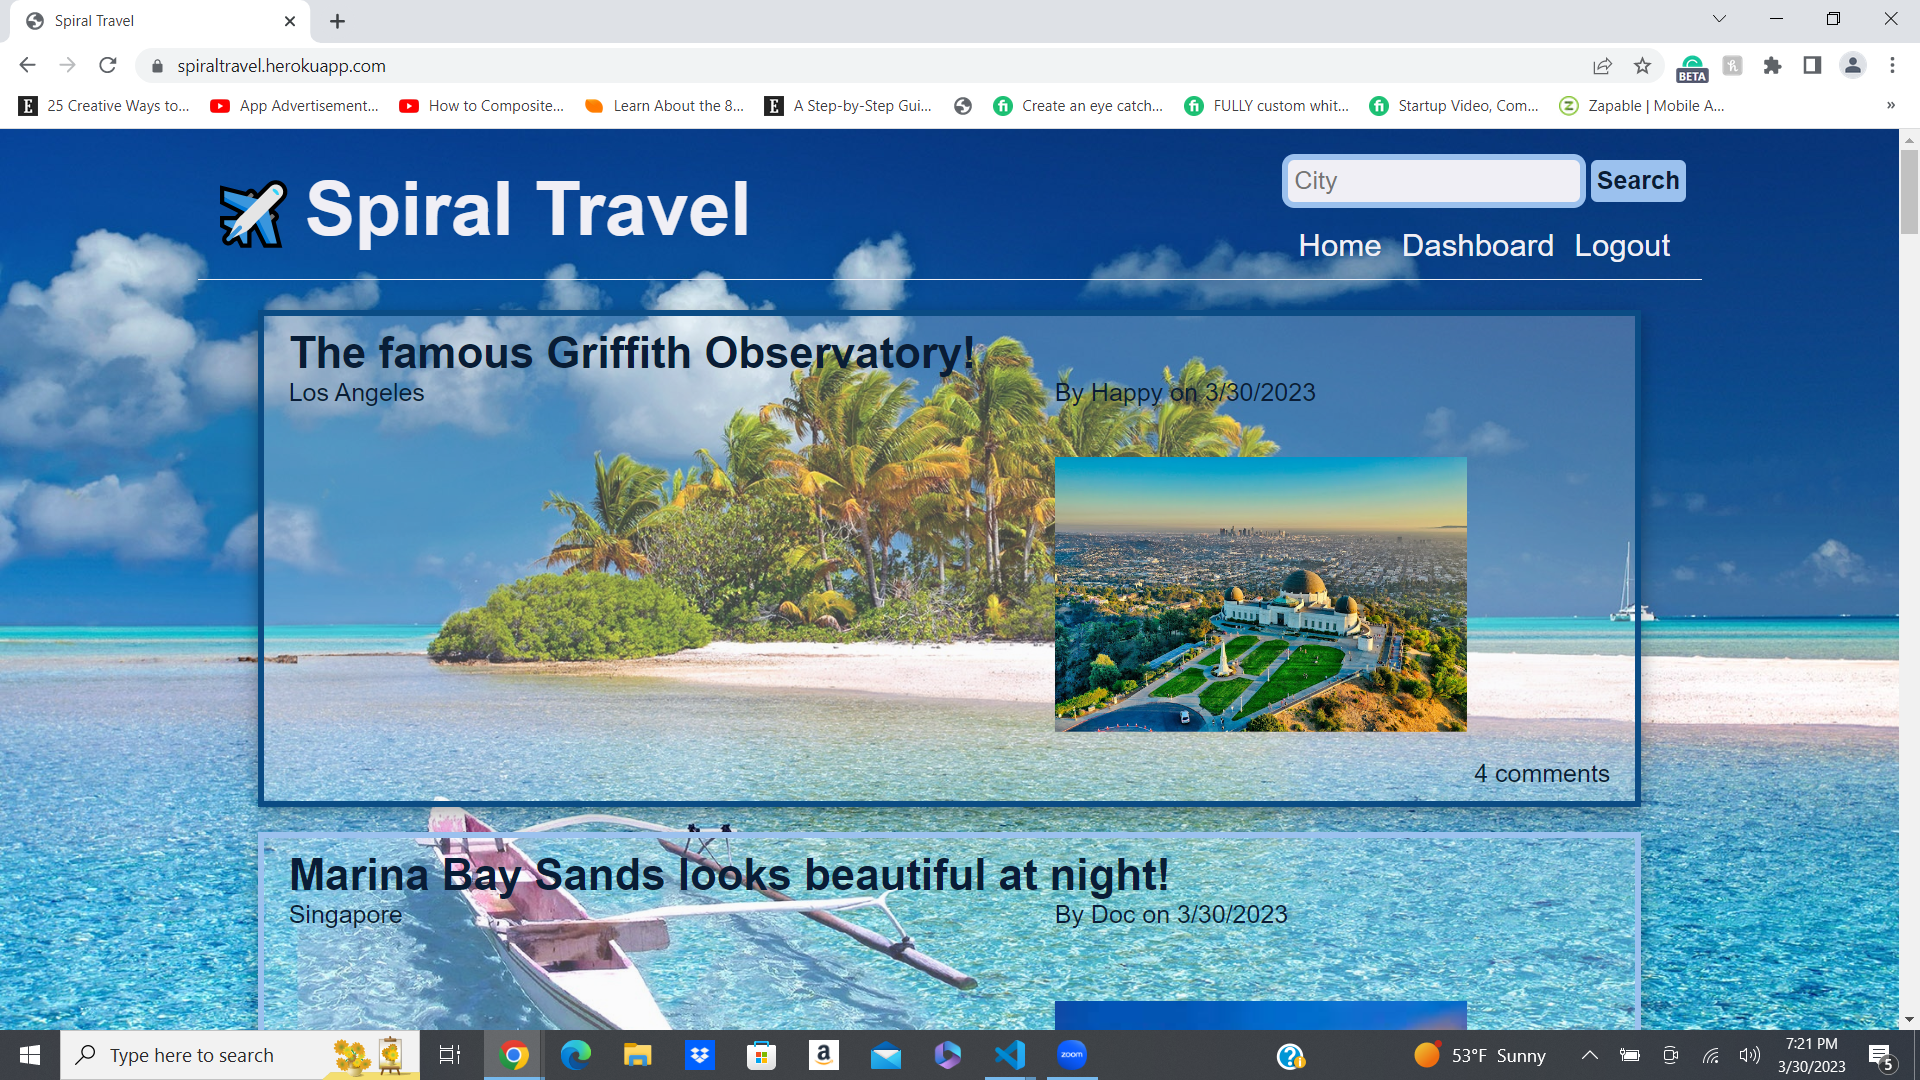 Spiral Travel
spiraltravel.herokuapp.com
BETA
25 Creative Ways to...
App Advertisement...
How to Composite...
Learn About the 8...
A Step-by-Step Gui...
Create an eye catch...
FULLY custom whit...
Startup Video, Com...
Zapable | Mobile A...
»
Spiral Travel
City
Search
Home Dashboard Logout
The famous Griffith Observatory!
Los Angeles
By Happy on 3/30/2023
4 comments
Marina Bay Sands looks beautiful at night!
Singapore
By Doc on 3/30/2023
Type here to search
zoom
53°F Sunny
7:21 PM
3/30/2023
5